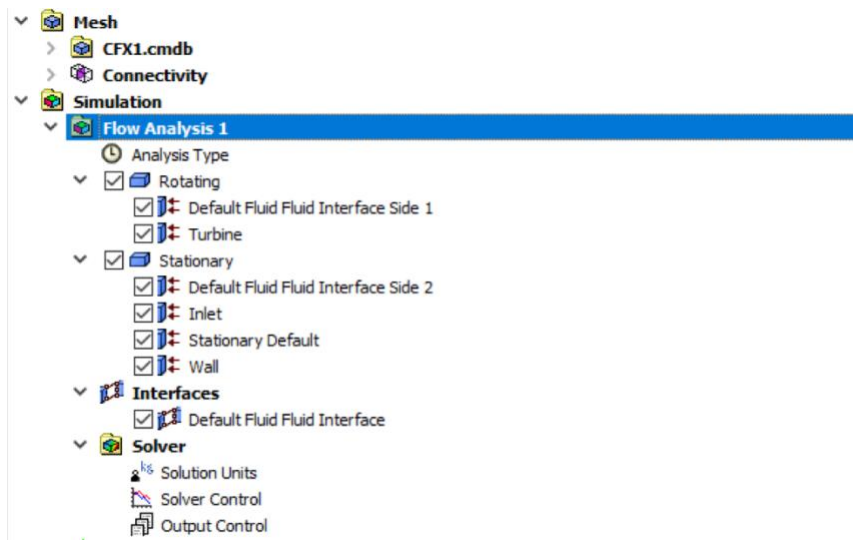 Mesh
CFX1.cmdb
Connectivity
Simulation
Flow Analysis 1
Analysis Type
Rotating
Default Fluid Fluid Interface Side 1
Turbine
Stationary
Default Fluid Fluid Interface Side 2
Inlet
Stationary Default
Wall
Interfaces
Default Fluid Fluid Interface
Solver
Solution Units
Solver Control
Output Control